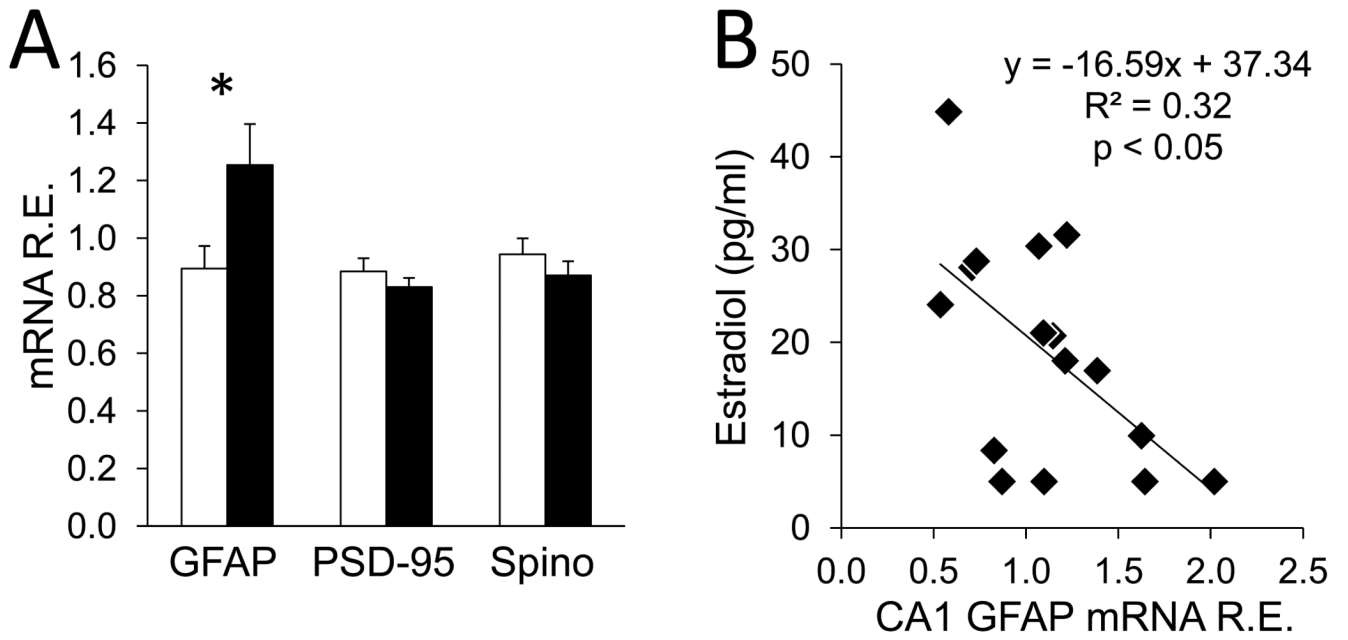 A
mRNA R.E.
1.6
1.4
1.2
1.0
0.8
0.6
0.4
0.2
0.0
*
GFAP PSD-95 Spino
B
Estradiol (pg/ml)
50
40
30
20
10
0
y = -16.59x + 37.34
R² = 0.32
p < 0.05
0.0 0.5 1.0 1.5 2.0 2.5
CA1 GFAP mRNA R.E.